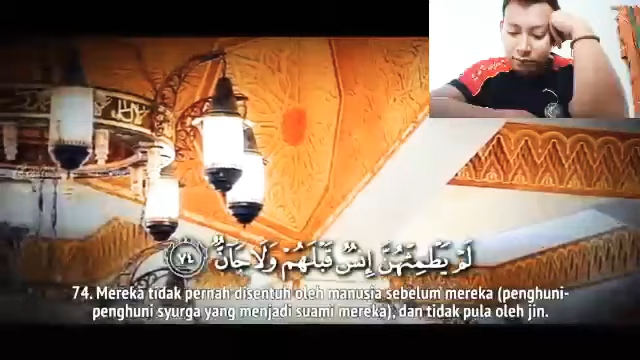 لَمْ يَطْمِثْهُنَّ إِنسٌ قَبْلَهُمْ وَلَا جَآنٌّ ٧٤
74. Mereka tidak pernah disentuh oleh manusia sebelum mereka (penghuni-
penghuni syurga yang menjadi suami mereka), dan tidak pula oleh jin.